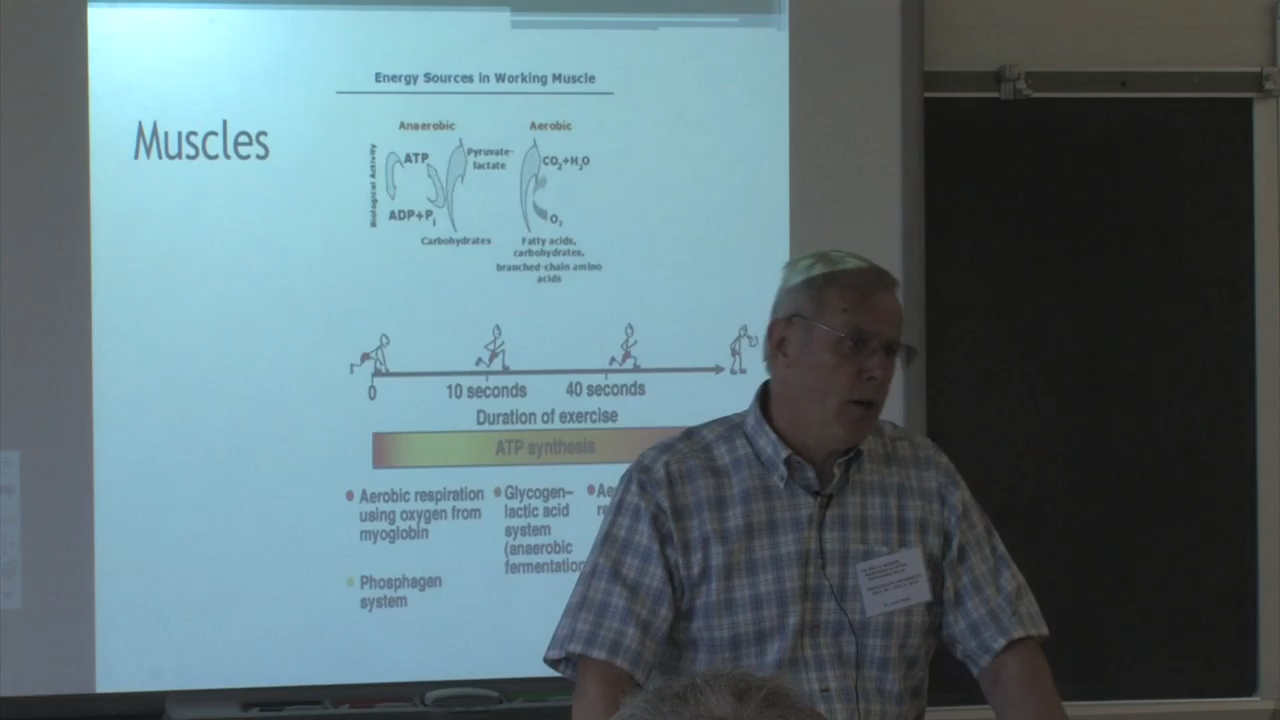 Energy Sources in Working Muscle
Muscles
Anaerobic
Aerobic
Biological Activity
ATP
Pyruvate-
lactate
CO2+H2O
ADP+Pi
O2
Carbohydrates
Fatty acids,
carbohydrates,
branched-chain amino
acids
0
10 seconds
40 seconds
Duration of exercise
ATP synthesis
Aerobic respiration
using oxygen from
myoglobin
Phosphagen
system
Glycogen–
lactic acid
system
(anaerobic
fermentation